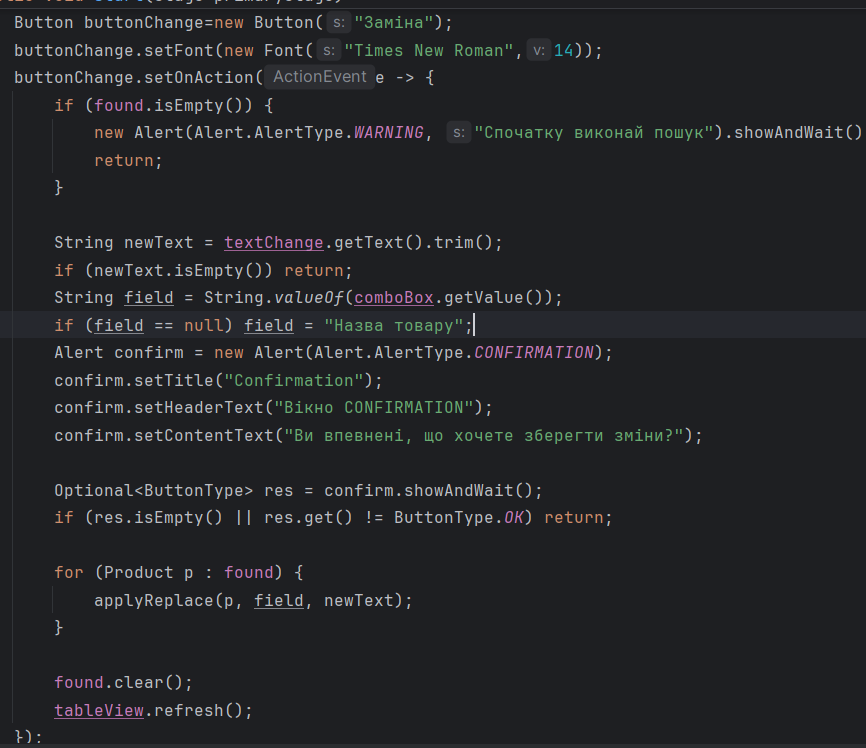 Button buttonChange=new Button( s: "Заміна");
buttonChange.setFont(new Font( s: "Times New Roman", v: 14));
buttonChange.setOnAction( ActionEvent e -> {
if (found.isEmpty()) {
new Alert(Alert.AlertType.WARNING, s: "Спочатку виконай пошук").showAndWait()
return;
}
String newText = textChange.getText().trim();
if (newText.isEmpty()) return;
String field = String.valueOf(comboBox.getValue());
if (field == null) field = "Назва товару";
Alert confirm = new Alert(Alert.AlertType.CONFIRMATION);
confirm.setTitle("Confirmation");
confirm.setHeaderText("Вікно CONFIRMATION");
confirm.setContentText("Ви впевнені, що хочете зберегти зміни?");
Optional<ButtonType> res = confirm.showAndWait();
if (res.isEmpty() || res.get() != ButtonType.OK) return;
for (Product p : found) {
applyReplace(p, field, newText);
}
found.clear();
tableView.refresh();
});